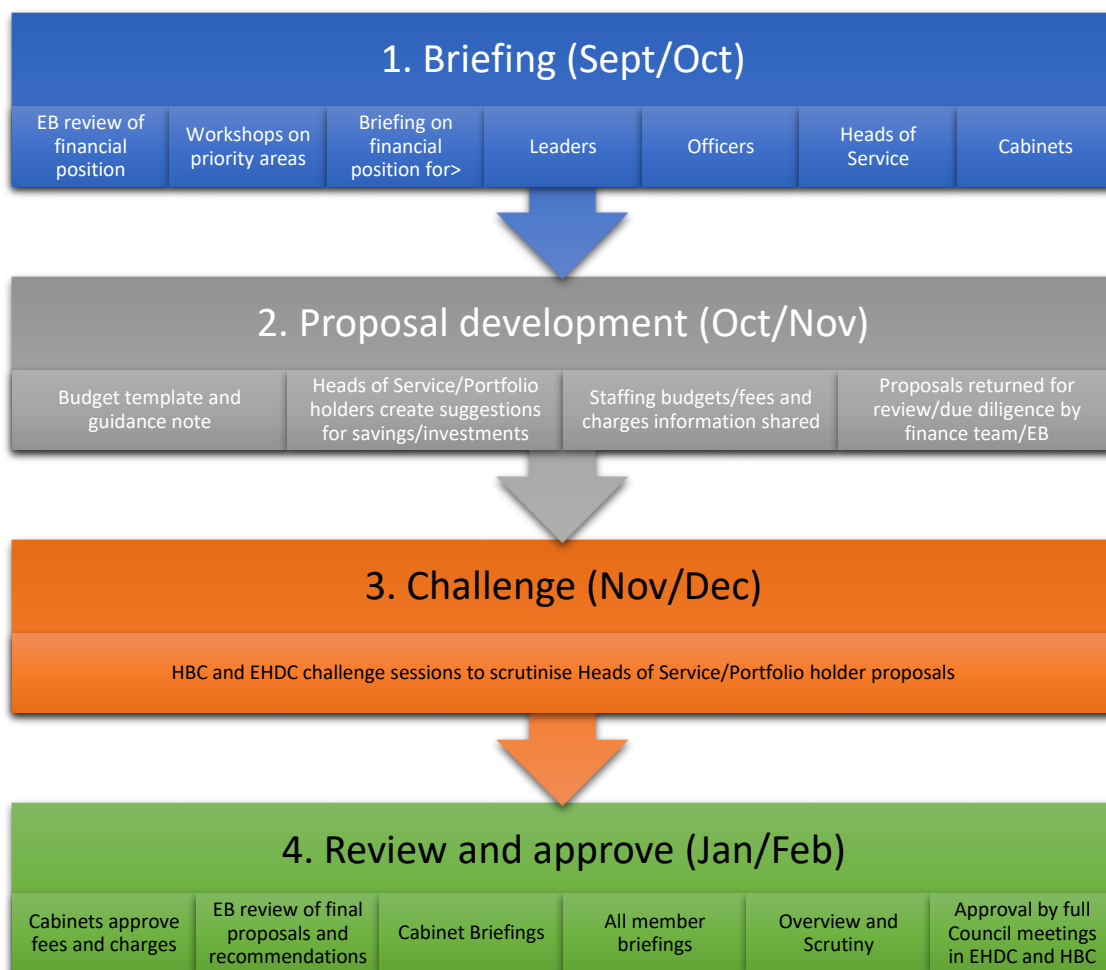 1. Briefing (Sept/Oct)
EB review of
financial
position
Workshops on
priority areas
Briefing on
financial
position for>
Leaders
Officers
Heads of
Service
Cabinets
2. Proposal development (Oct/Nov)
Budget template and
guidance note
Heads of Service/Portfolio
holders create suggestions
for savings/investments
Staffing budgets/fees and
charges information shared
Proposals returned for
review/due diligence by
finance team/EB
3. Challenge (Nov/Dec)
HBC and EHDC challenge sessions to scrutinise Heads of Service/Portfolio holder proposals
4. Review and approve (Jan/Feb)
Cabinets approve
fees and charges
EB review of final
proposals and
recommendations
Cabinet Briefings
All member
briefings
Overview and
Scrutiny
Approval by full
Council meetings
in EHDC and HBC